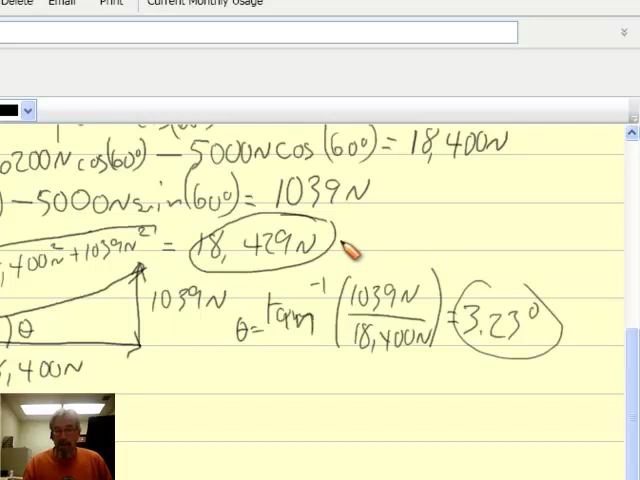 Delete Email Print Current Monthly Usage
0200N cos(60°) – 5000N cos(60°) = 18,400N
) – 5000N sin(60°) = 1039N
,400N² + 1039N² = 18,429N
1039N θ = tan⁻¹ (1039N / 18,400N) = 3.23°
θ
,400N